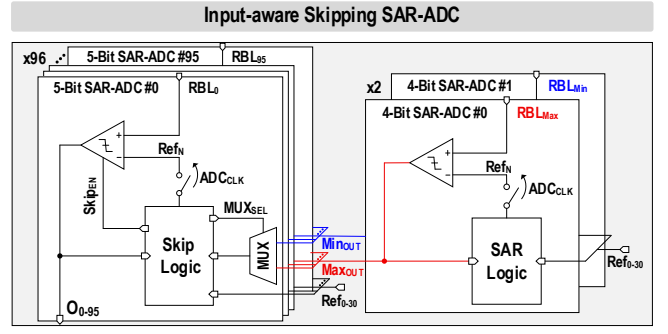 Input-aware Skipping SAR-ADC
x96
5-Bit SAR-ADC #95
RBL95
5-Bit SAR-ADC #0
RBL0
+
−
RefN
ADCCLK
SkipEN
MUXSEL
Skip
Logic
MUX
MinOUT
MaxOUT
Ref0-30
O0-95
x2
4-Bit SAR-ADC #1
RBLMin
4-Bit SAR-ADC #0
RBLMax
+
−
RefN
ADCCLK
SAR
Logic
Ref0-30